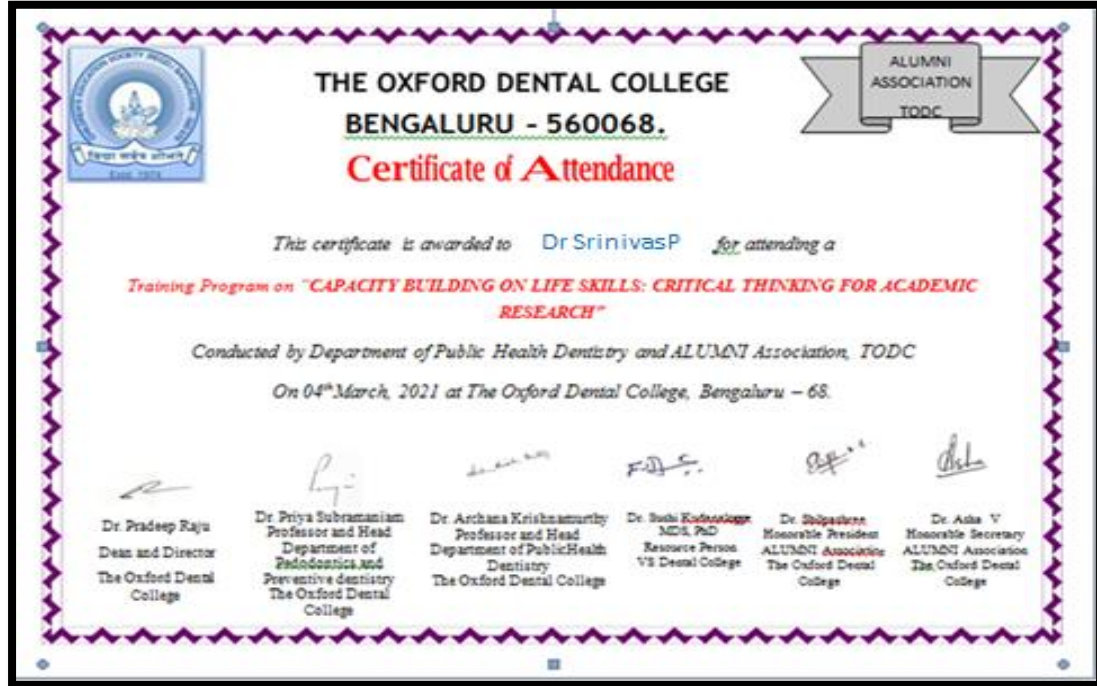 THE OXFORD DENTAL COLLEGE
BENGALURU - 560068.
Certificate of Attendance
ALUMNI
ASSOCIATION
TODC
This certificate is awarded to Dr SrinivasP for attending a
Training Program on "CAPACITY BUILDING ON LIFE SKILLS: CRITICAL THINKING FOR ACADEMIC
RESEARCH"
Conducted by Department of Public Health Dentistry and ALUMNI Association, TODC
On 04th March, 2021 at The Oxford Dental College, Bengaluru – 68.
Dr. Pradeep Raju
Dean and Director
The Oxford Dental
College
Dr. Priya Subramaniam
Professor and Head
Department of
Pedodontics and
Preventive dentistry
The Oxford Dental
College
Dr. Archana Krishnamurthy
Professor and Head
Department of PublicHealth
Dentistry
The Oxford Dental College
Dr. Sushi
MDS, PhD
Resource Person
VS Dental College
Dr. Shilpashree
Honorable President
ALUMNI Association
The Oxford Dental
College
Dr. Asha V
Honorable Secretary
ALUMNI Association
The Oxford Dental
College